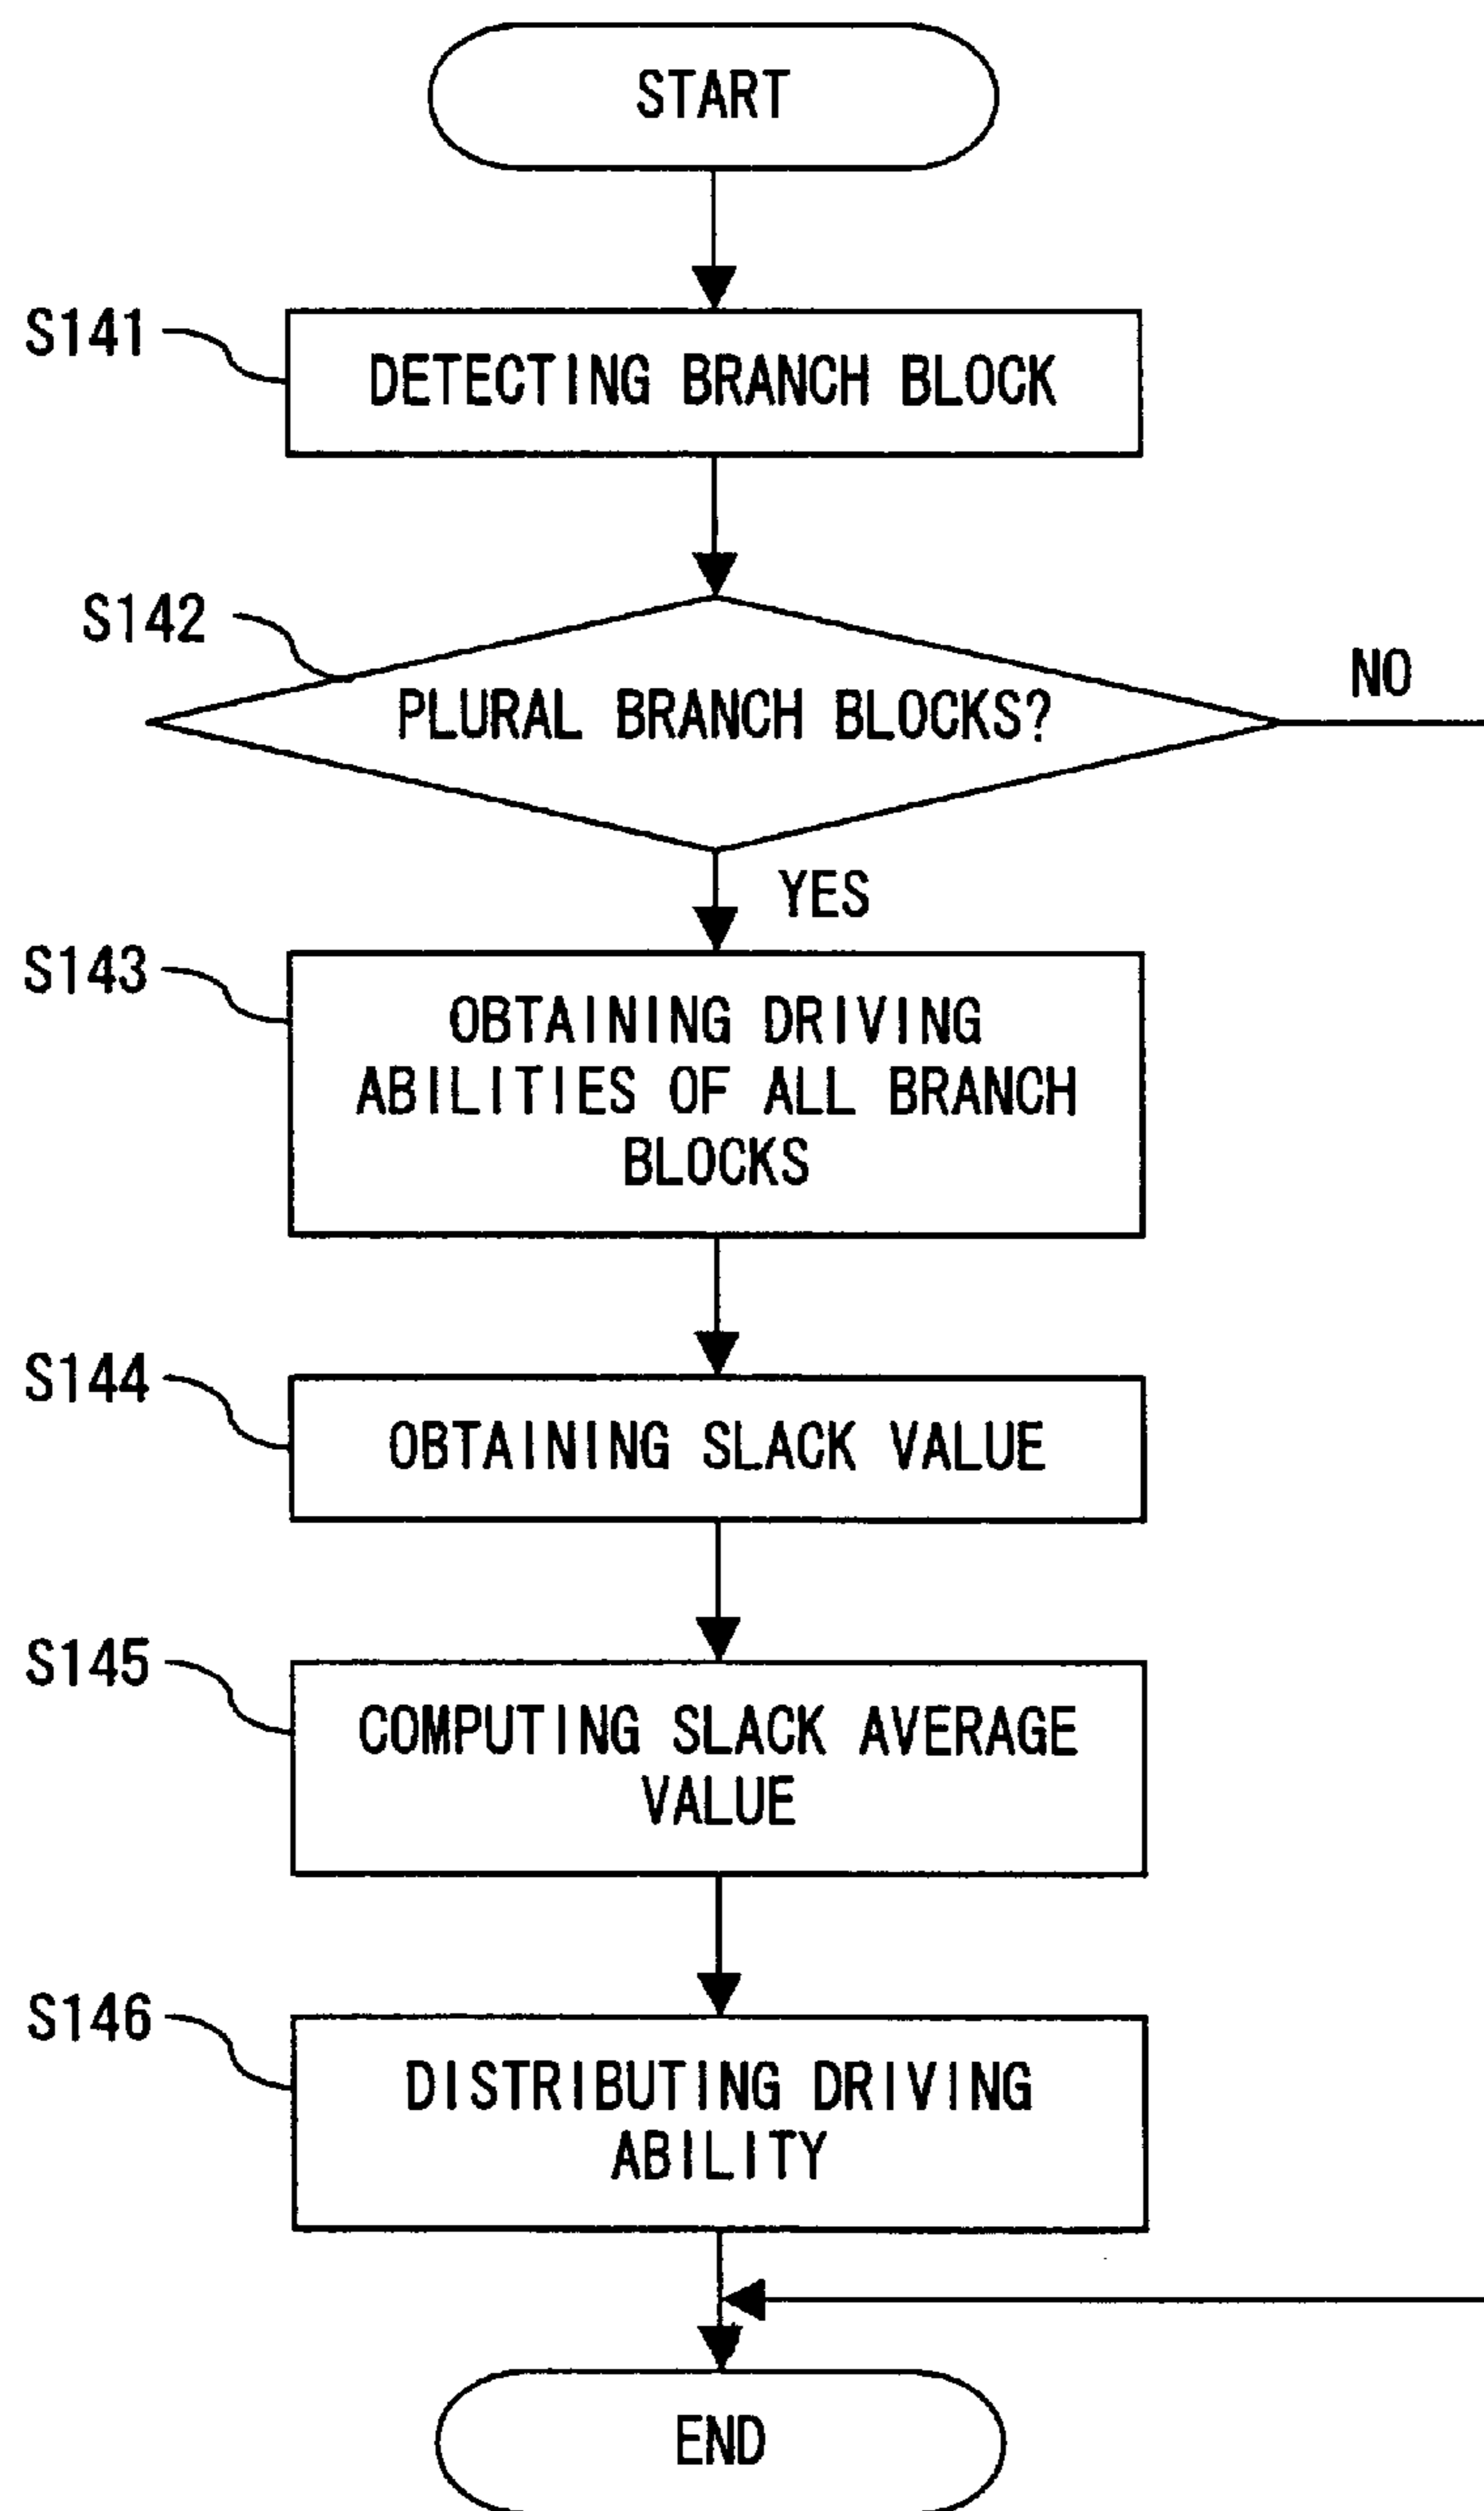 START
S141
DETECTING BRANCH BLOCK
S142
PLURAL BRANCH BLOCKS?
NO
YES
S143
OBTAINING DRIVING
ABILITIES OF ALL BRANCH
BLOCKS
S144
OBTAINING SLACK VALUE
S145
COMPUTING SLACK AVERAGE
VALUE
S146
DISTRIBUTING DRIVING
ABILITY
END